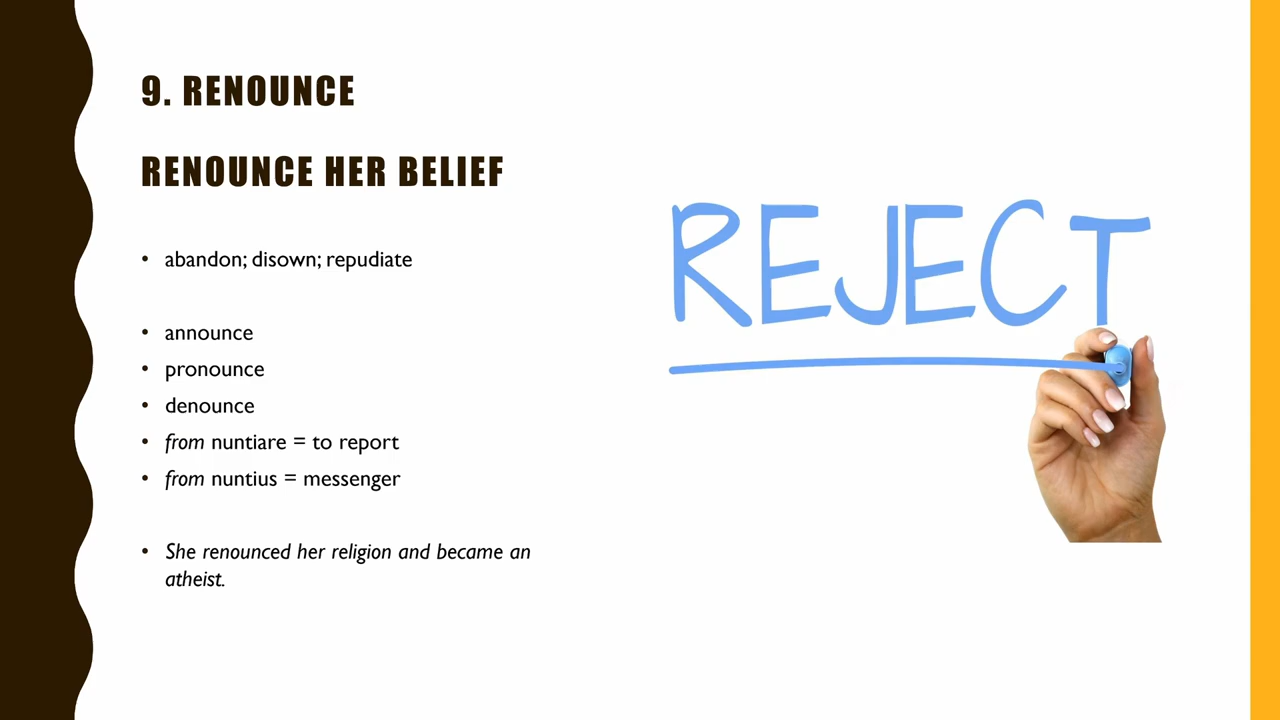 9. RENOUNCE
RENOUNCE HER BELIEF
• abandon; disown; repudiate
• announce
• pronounce
• denounce
• from nuntiare = to report
• from nuntius = messenger
• She renounced her religion and became an
atheist.
REJECT